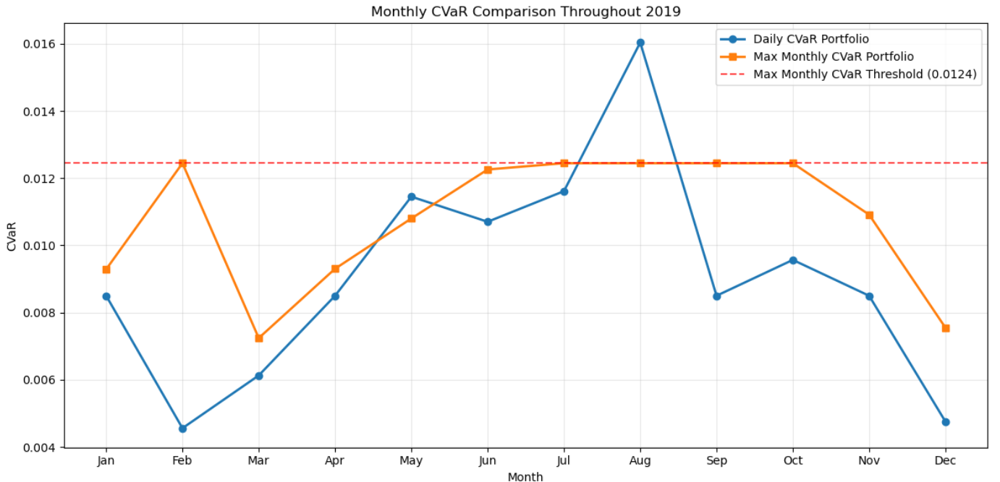 Monthly CVaR Comparison Throughout 2019
Daily CVaR Portfolio
Max Monthly CVaR Portfolio
Max Monthly CVaR Threshold (0.0124)
0.016
0.014
0.012
0.010
0.008
0.006
0.004
CVaR
Jan Feb Mar Apr May Jun Jul Aug Sep Oct Nov Dec
Month